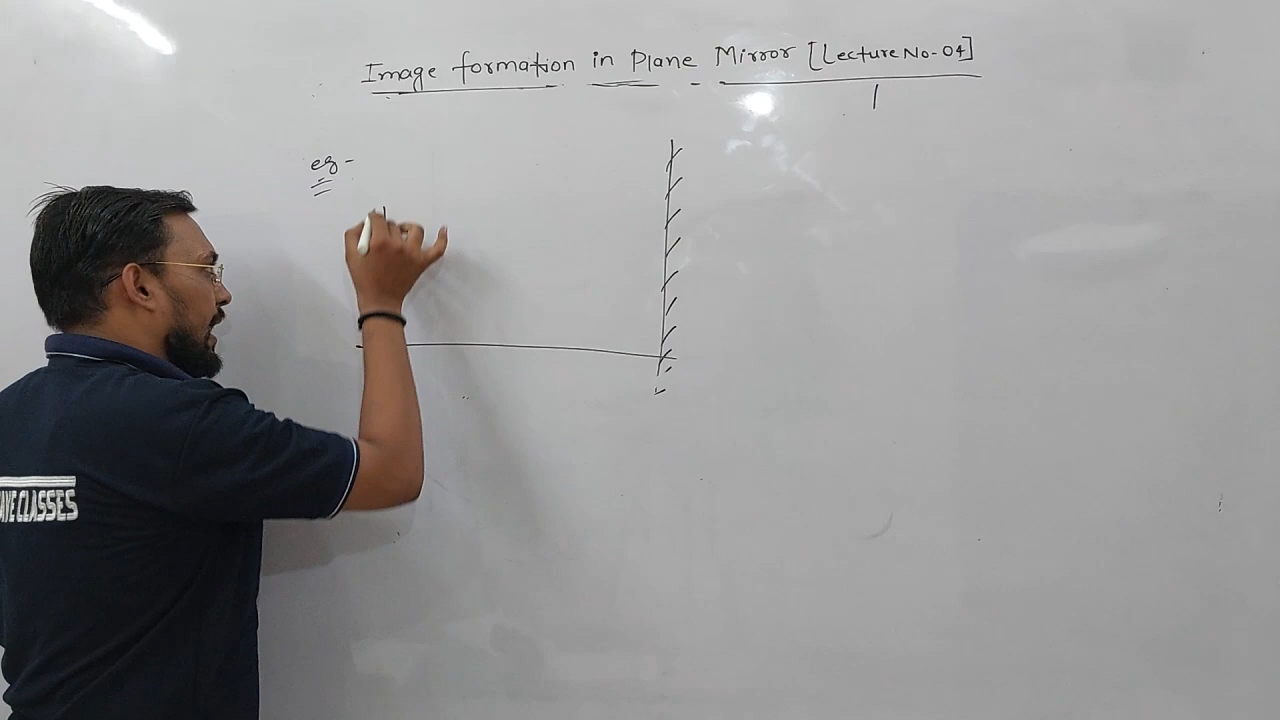 Image formation in Plane Mirror [Lecture No-04]
eg-
CLASSES